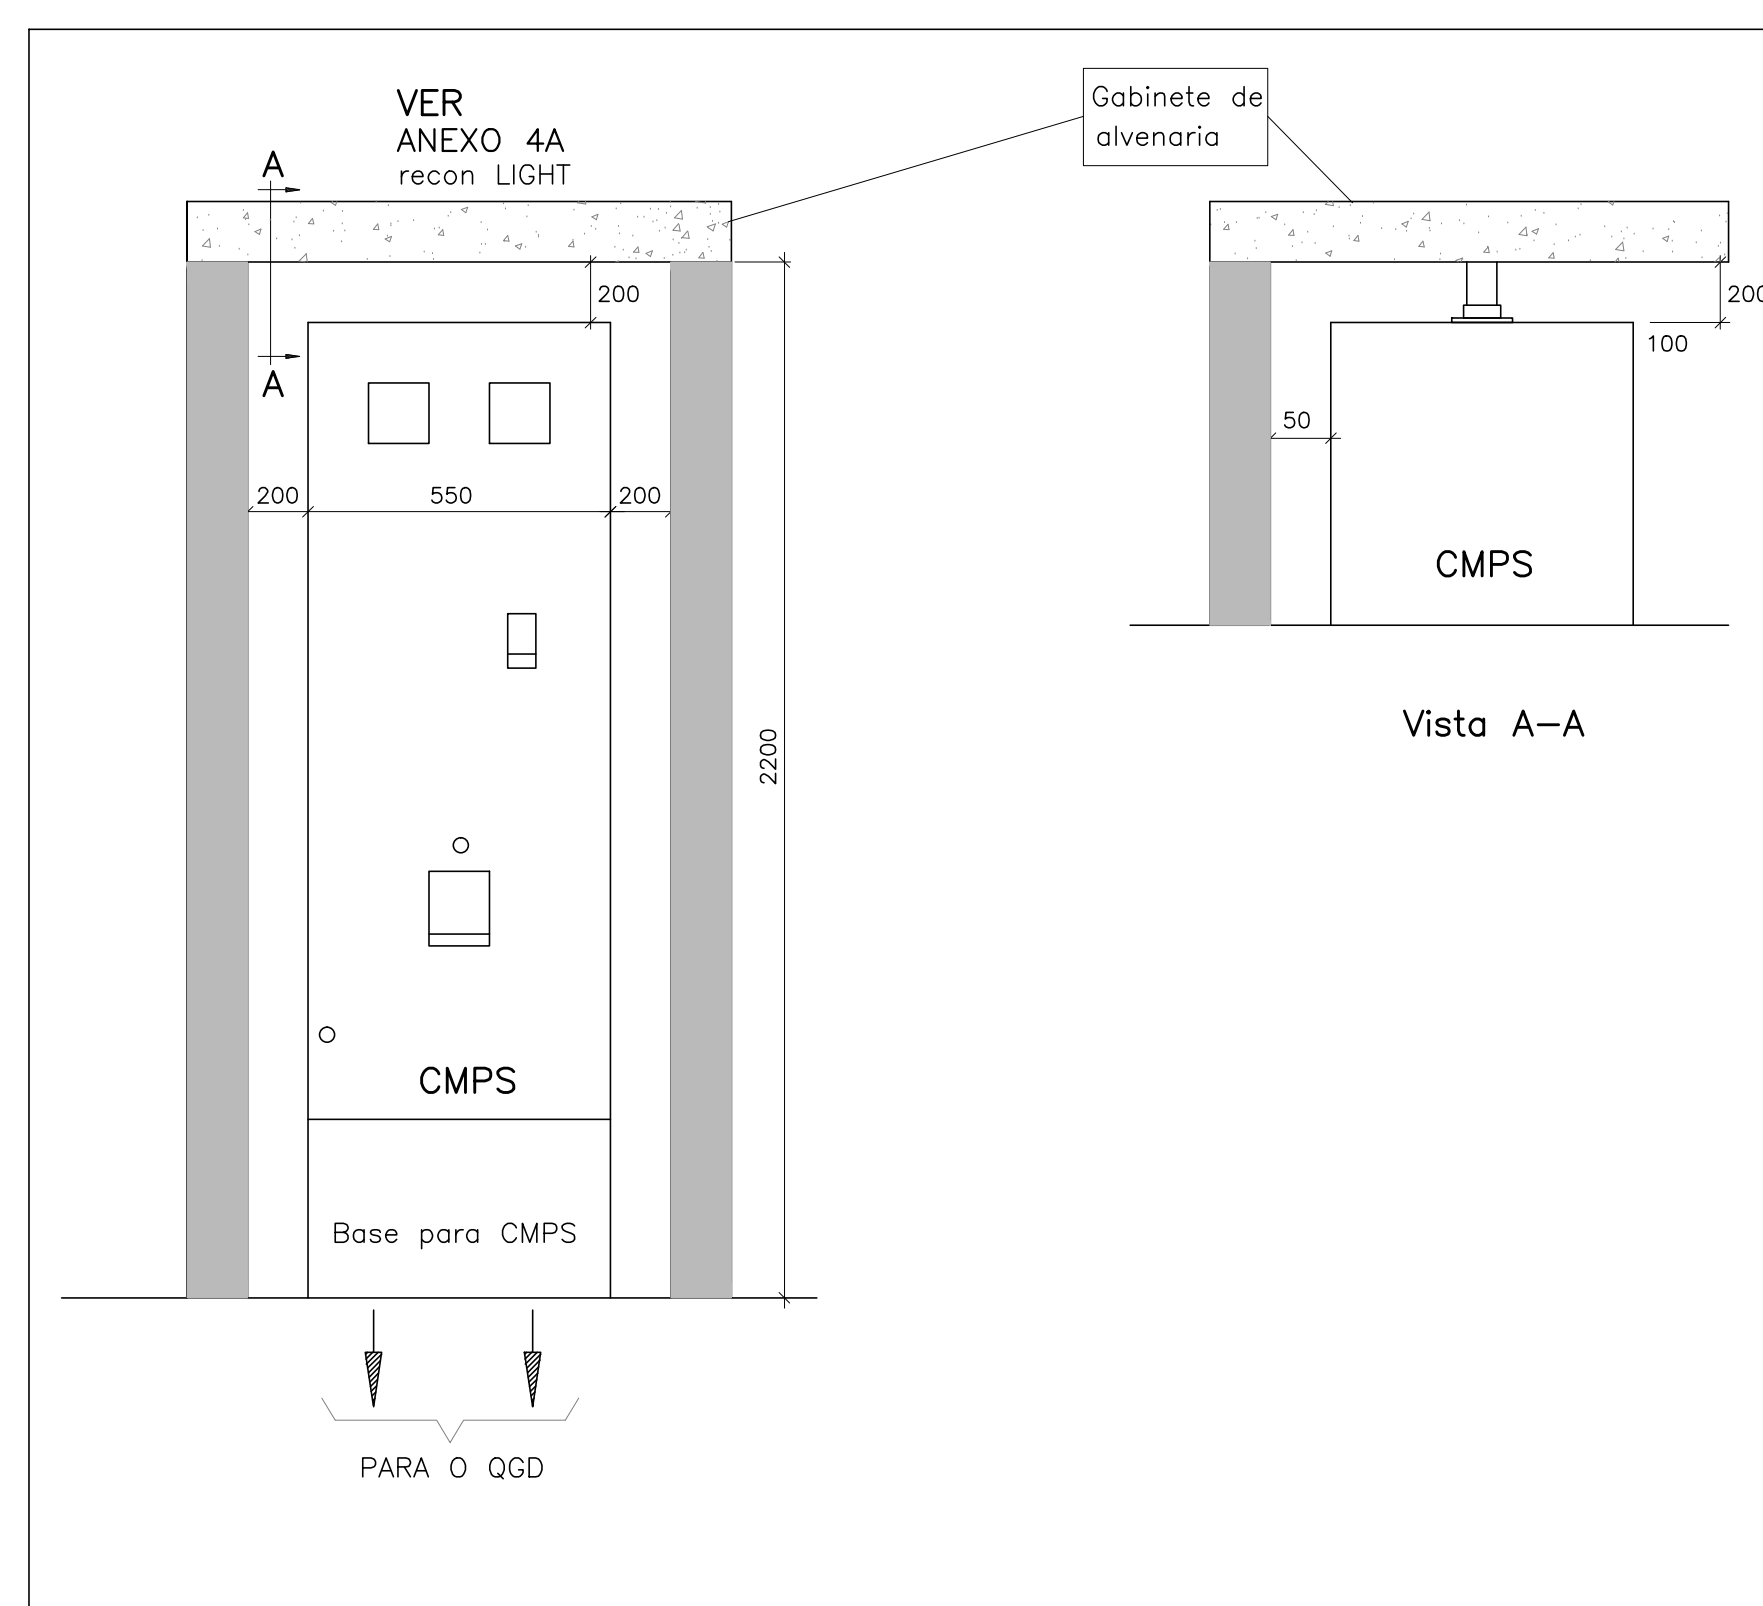 VER
ANEXO 4A
recon LIGHT
A
A
200
200
550
200
2200
CMPS
Base para CMPS
PARA O QGD
Gabinete de
alvenaria
200
100
50
CMPS
Vista A-A